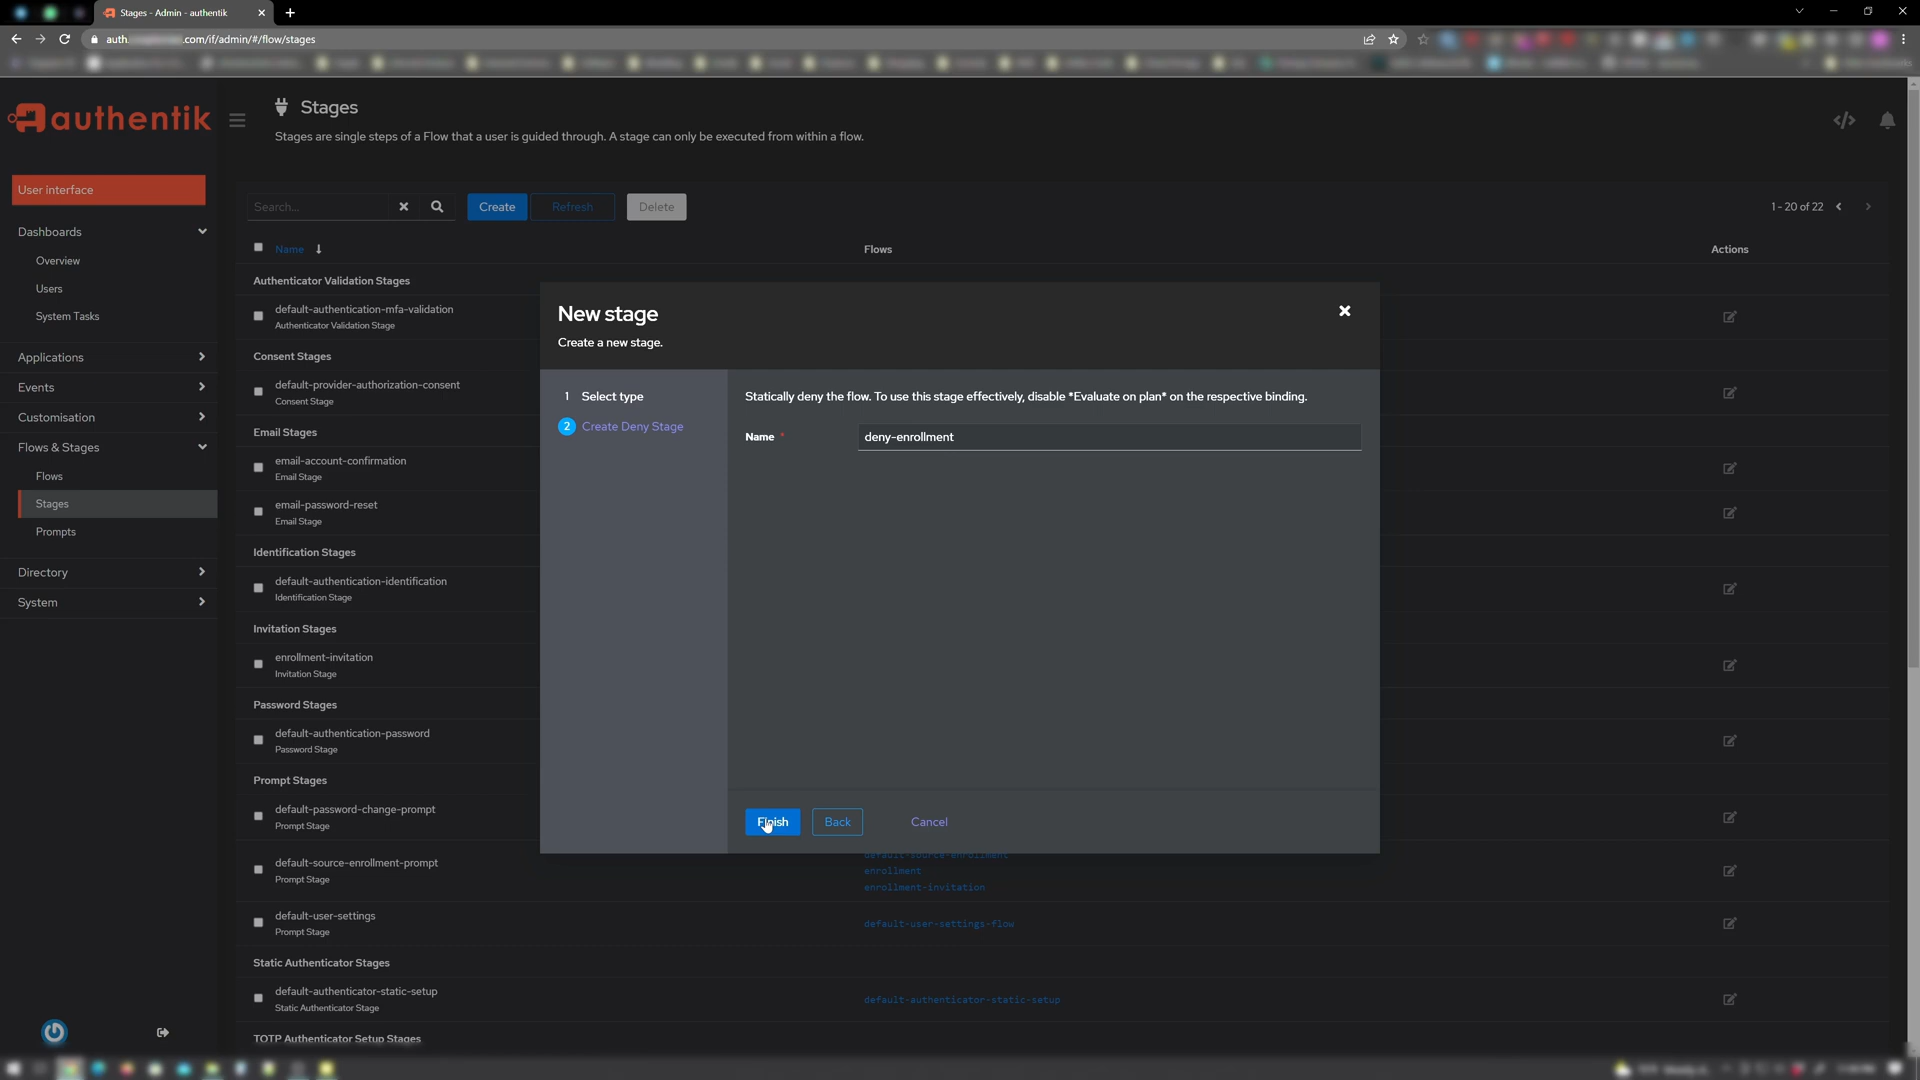 Stages - Admin - authentik
auth. .com/if/admin/#/flow/stages
authentik
Stages
Stages are single steps of a Flow that a user is guided through. A stage can only be executed from within a flow.
User interface
Dashboards
Overview
Users
System Tasks
Applications
Events
Customisation
Flows & Stages
Flows
Stages
Prompts
Directory
System
Search...
Create
Refresh
Delete
1 - 20 of 22
Name
Flows
Actions
Authenticator Validation Stages
default-authentication-mfa-validation
Authenticator Validation Stage
Consent Stages
default-provider-authorization-consent
Consent Stage
Email Stages
email-account-confirmation
Email Stage
email-password-reset
Email Stage
Identification Stages
default-authentication-identification
Identification Stage
Invitation Stages
enrollment-invitation
Invitation Stage
Password Stages
default-authentication-password
Password Stage
Prompt Stages
default-password-change-prompt
Prompt Stage
default-source-enrollment-prompt
Prompt Stage
default-source-enrollment
enrollment
enrollment-invitation
default-user-settings
Prompt Stage
default-user-settings-flow
Static Authenticator Stages
default-authenticator-static-setup
Static Authenticator Stage
default-authenticator-static-setup
TOTP Authenticator Setup Stages
New stage
Create a new stage.
1 Select type
2 Create Deny Stage
Statically deny the flow. To use this stage effectively, disable *Evaluate on plan* on the respective binding.
Name *
deny-enrollment
Finish
Back
Cancel